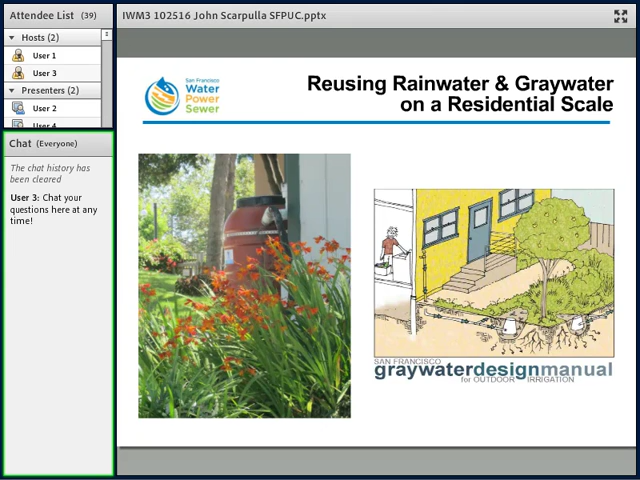 Attendee List (39)
Hosts (2)
User 1
User 3
Presenters (2)
User 2
User 4
Chat (Everyone)
The chat history has
been cleared
User 3: Chat your
questions here at any
time!
IWM3 102516 John Scarpulla SFPUC.pptx
San Francisco
Water
Power
Sewer
Reusing Rainwater & Graywater
on a Residential Scale
SAN FRANCISCO
graywaterdesignmanual
for OUTDOOR IRRIGATION